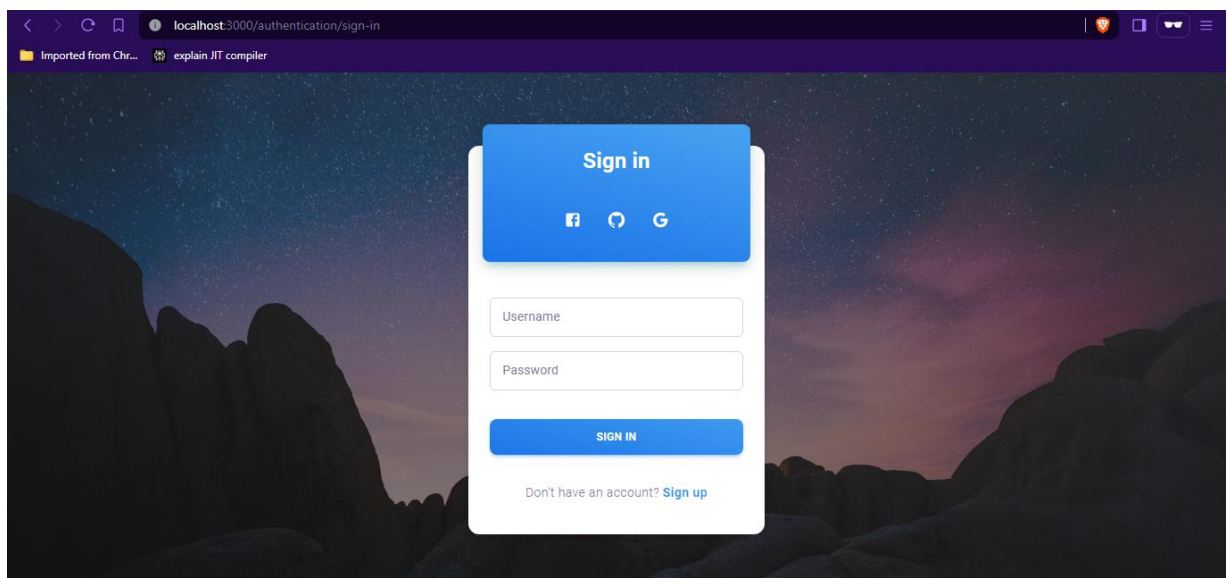 localhost:3000/authentication/sign-in
Imported from Chr... explain JIT compiler
Sign in
Username
Password
SIGN IN
Don't have an account? Sign up